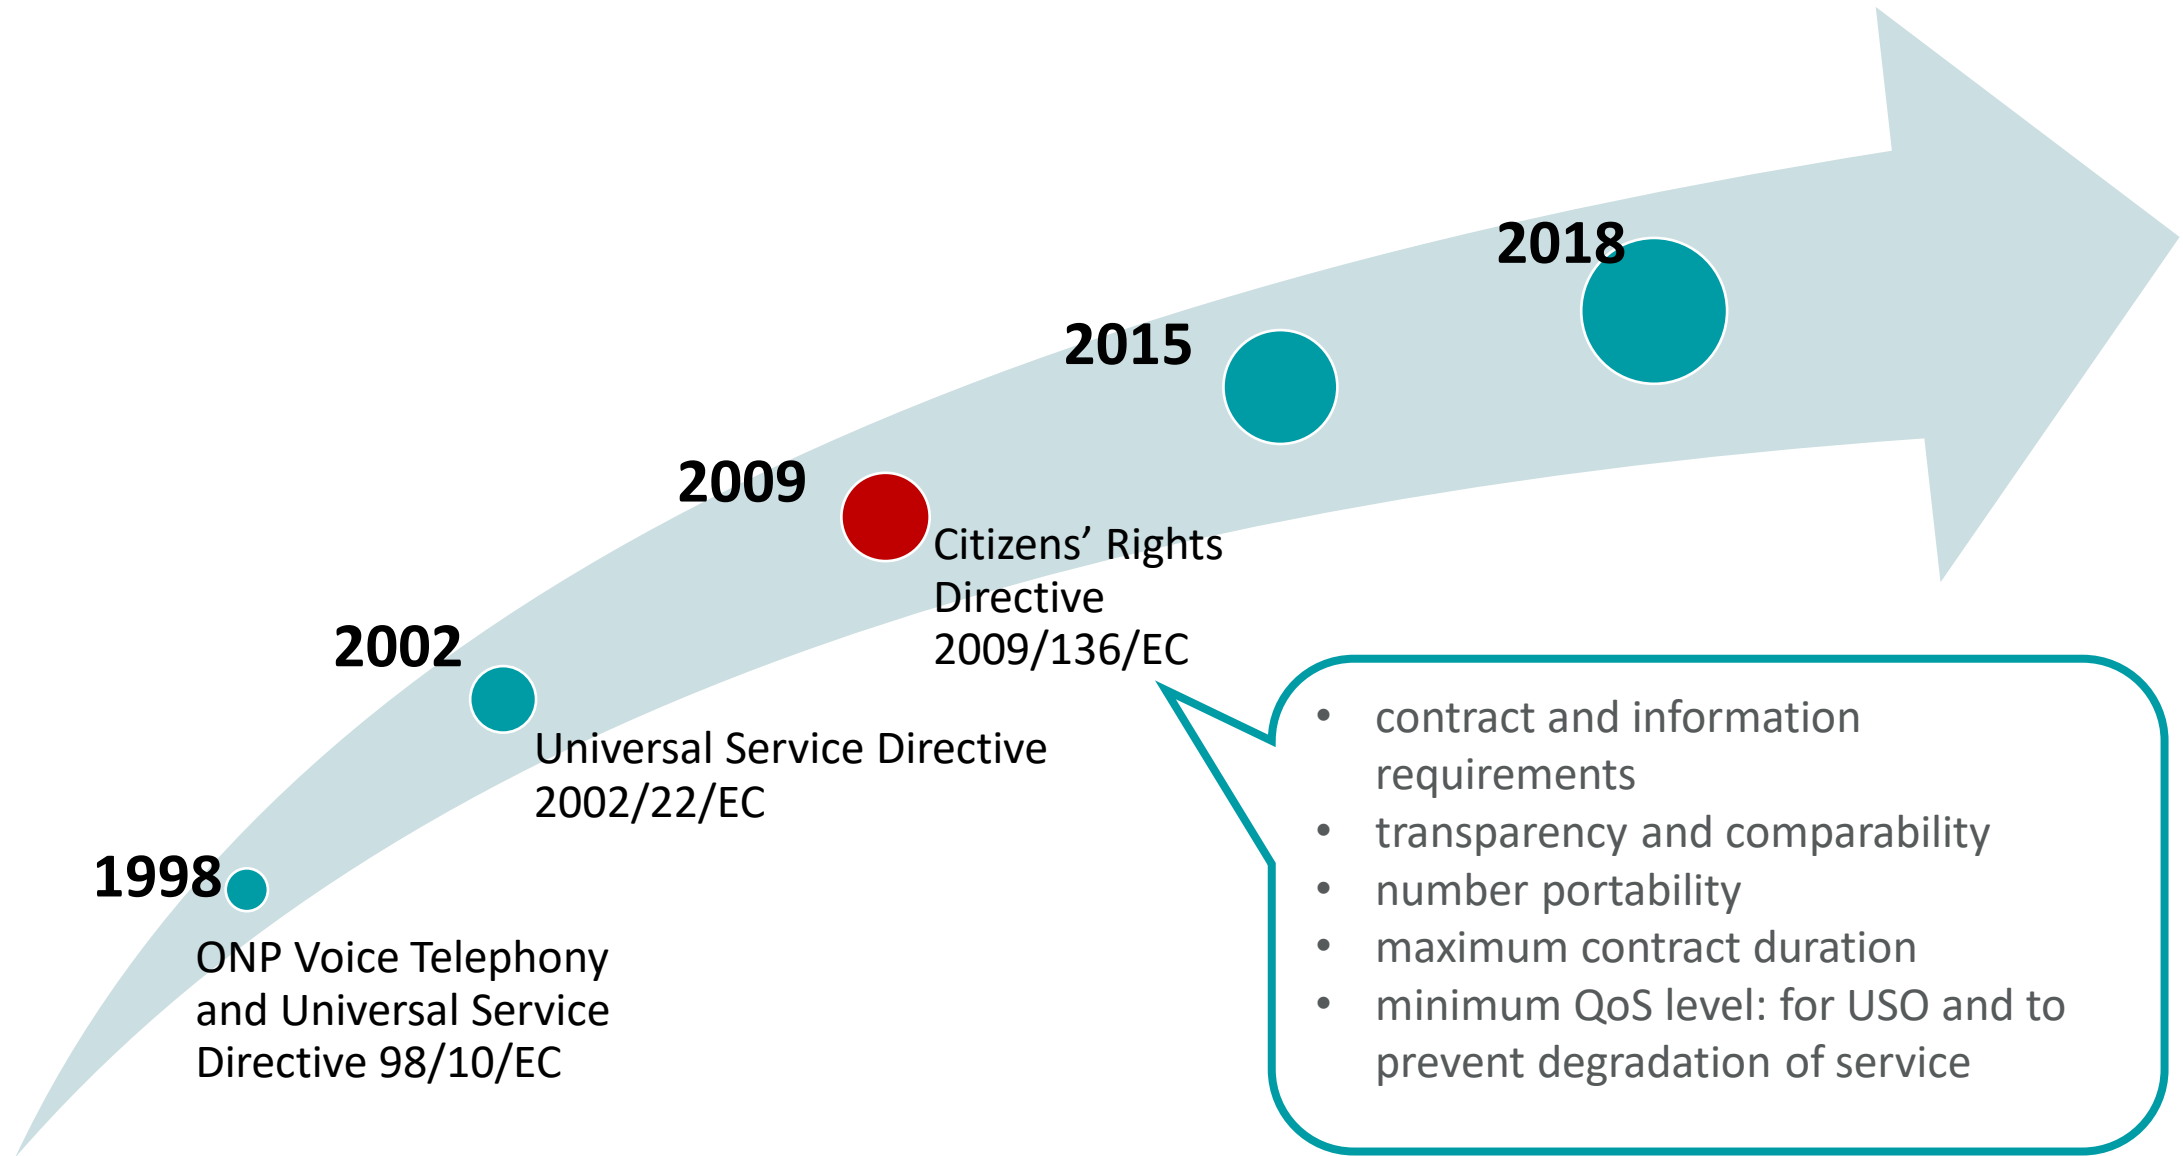 2018
2015
2009
Citizens’ Rights
Directive
2009/136/EC
2002
Universal Service Directive
2002/22/EC
1998
ONP Voice Telephony
and Universal Service
Directive 98/10/EC
• contract and information
requirements
• transparency and comparability
• number portability
• maximum contract duration
• minimum QoS level: for USO and to
prevent degradation of service